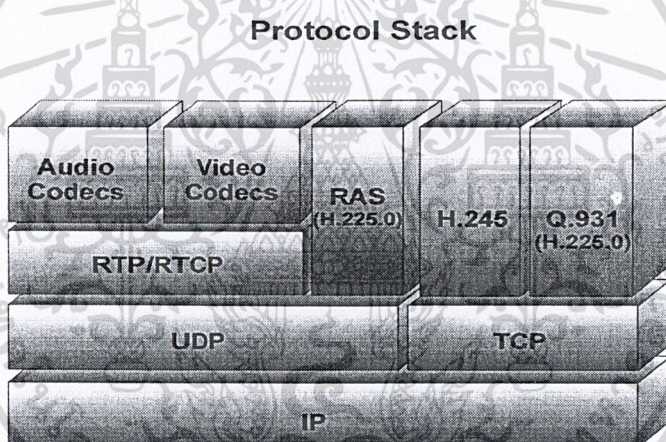 Protocol Stack
Audio
Codecs
Video
Codecs
RAS
(H.225.0)
H.245
Q.931
(H.225.0)
RTP/RTCP
UDP
TCP
IP